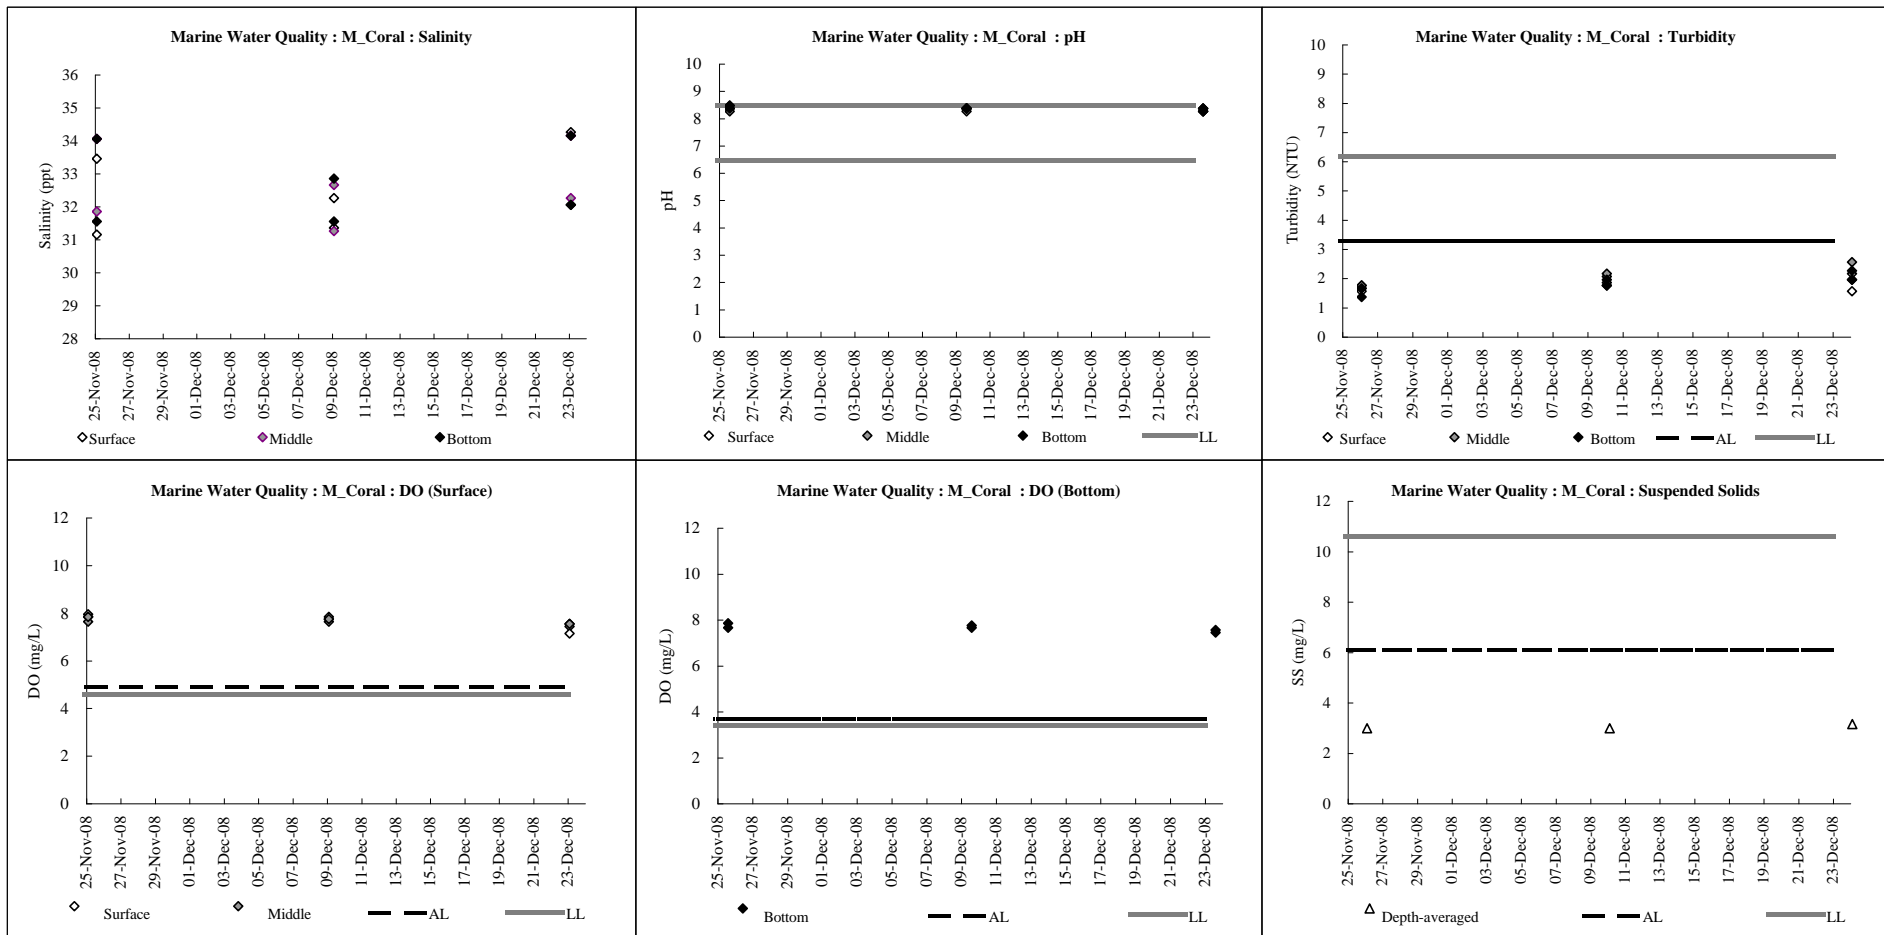 Marine Water Quality : M_Coral : Salinity
36
35
34
33
32
31
30
29
28
Salinity (ppt)
25-Nov-08
27-Nov-08
29-Nov-08
01-Dec-08
03-Dec-08
05-Dec-08
07-Dec-08
09-Dec-08
11-Dec-08
13-Dec-08
15-Dec-08
17-Dec-08
19-Dec-08
21-Dec-08
23-Dec-08
Surface Middle Bottom
Marine Water Quality : M_Coral : pH
10
9
8
7
6
5
4
3
2
1
0
pH
25-Nov-08
27-Nov-08
29-Nov-08
01-Dec-08
03-Dec-08
05-Dec-08
07-Dec-08
09-Dec-08
11-Dec-08
13-Dec-08
15-Dec-08
17-Dec-08
19-Dec-08
21-Dec-08
23-Dec-08
Surface Middle Bottom LL
Marine Water Quality : M_Coral : Turbidity
10
9
8
7
6
5
4
3
2
1
0
Turbidity (NTU)
25-Nov-08
27-Nov-08
29-Nov-08
01-Dec-08
03-Dec-08
05-Dec-08
07-Dec-08
09-Dec-08
11-Dec-08
13-Dec-08
15-Dec-08
17-Dec-08
19-Dec-08
21-Dec-08
23-Dec-08
Surface Middle Bottom AL LL
Marine Water Quality : M_Coral : DO (Surface)
12
10
8
6
4
2
0
DO (mg/L)
25-Nov-08
27-Nov-08
29-Nov-08
01-Dec-08
03-Dec-08
05-Dec-08
07-Dec-08
09-Dec-08
11-Dec-08
13-Dec-08
15-Dec-08
17-Dec-08
19-Dec-08
21-Dec-08
23-Dec-08
Surface Middle AL LL
Marine Water Quality : M_Coral : DO (Bottom)
12
10
8
6
4
2
0
DO (mg/L)
25-Nov-08
27-Nov-08
29-Nov-08
01-Dec-08
03-Dec-08
05-Dec-08
07-Dec-08
09-Dec-08
11-Dec-08
13-Dec-08
15-Dec-08
17-Dec-08
19-Dec-08
21-Dec-08
23-Dec-08
Bottom AL LL
Marine Water Quality : M_Coral : Suspended Solids
12
10
8
6
4
2
0
SS (mg/L)
25-Nov-08
27-Nov-08
29-Nov-08
01-Dec-08
03-Dec-08
05-Dec-08
07-Dec-08
09-Dec-08
11-Dec-08
13-Dec-08
15-Dec-08
17-Dec-08
19-Dec-08
21-Dec-08
23-Dec-08
Depth-averaged AL LL